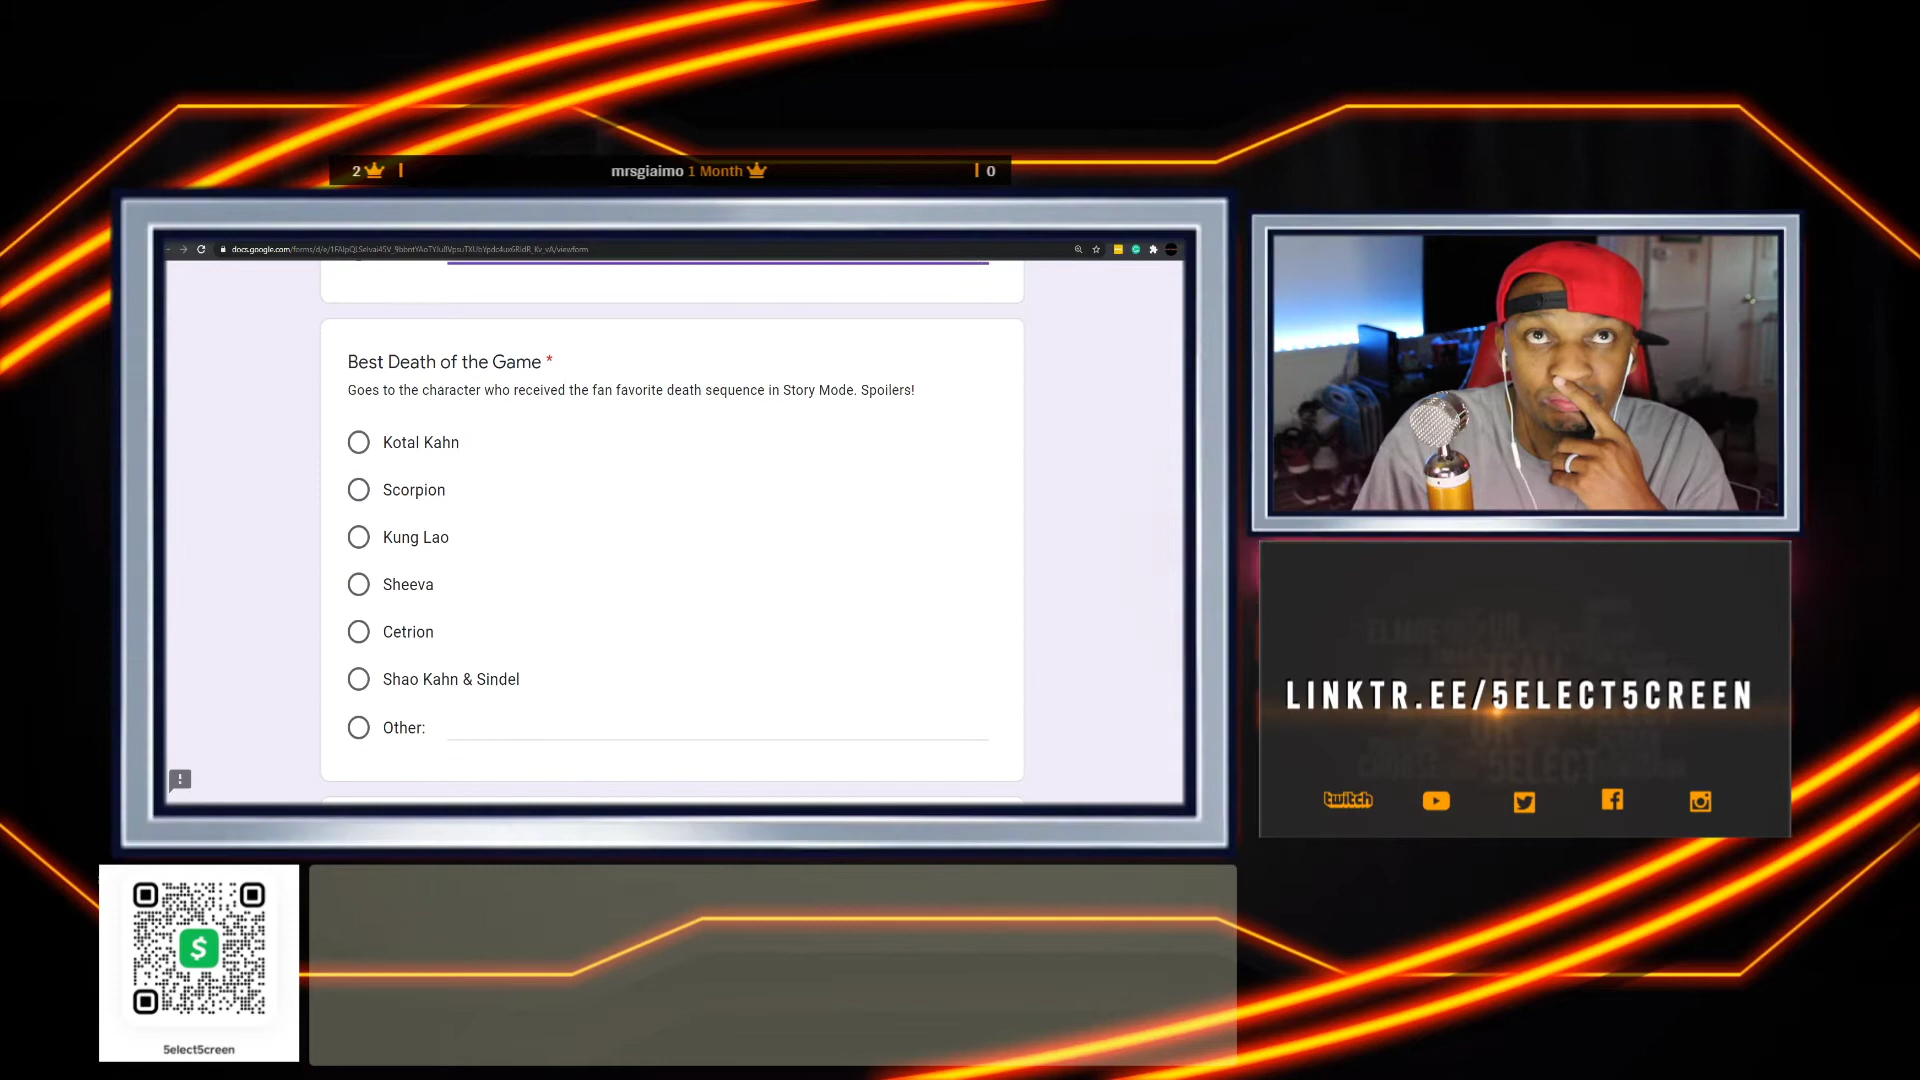 2
mrsgiaimo 1 Month
0
Best Death of the Game *
Goes to the character who received the fan favorite death sequence in Story Mode. Spoilers!
Kotal Kahn
Scorpion
Kung Lao
Sheeva
Cetrion
Shao Kahn & Sindel
Other:
LINKTR.EE/5ELECT5CREEN
twitch
$
5elect5creen